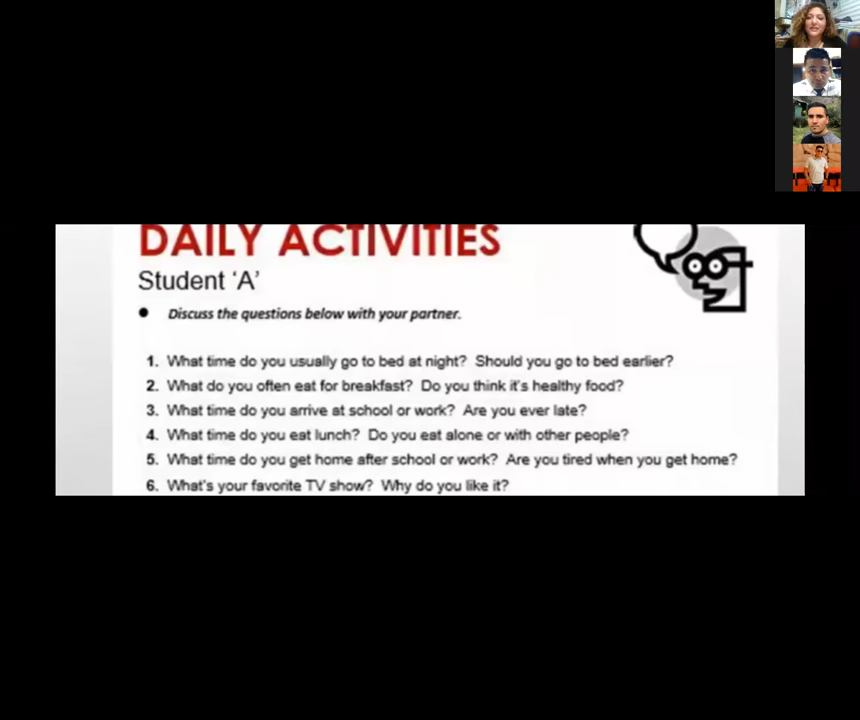 DAILY ACTIVITIES
Student ‘A’
● Discuss the questions below with your partner.
1. What time do you usually go to bed at night? Should you go to bed earlier?
2. What do you often eat for breakfast? Do you think it's healthy food?
3. What time do you arrive at school or work? Are you ever late?
4. What time do you eat lunch? Do you eat alone or with other people?
5. What time do you get home after school or work? Are you tired when you get home?
6. What's your favorite TV show? Why do you like it?